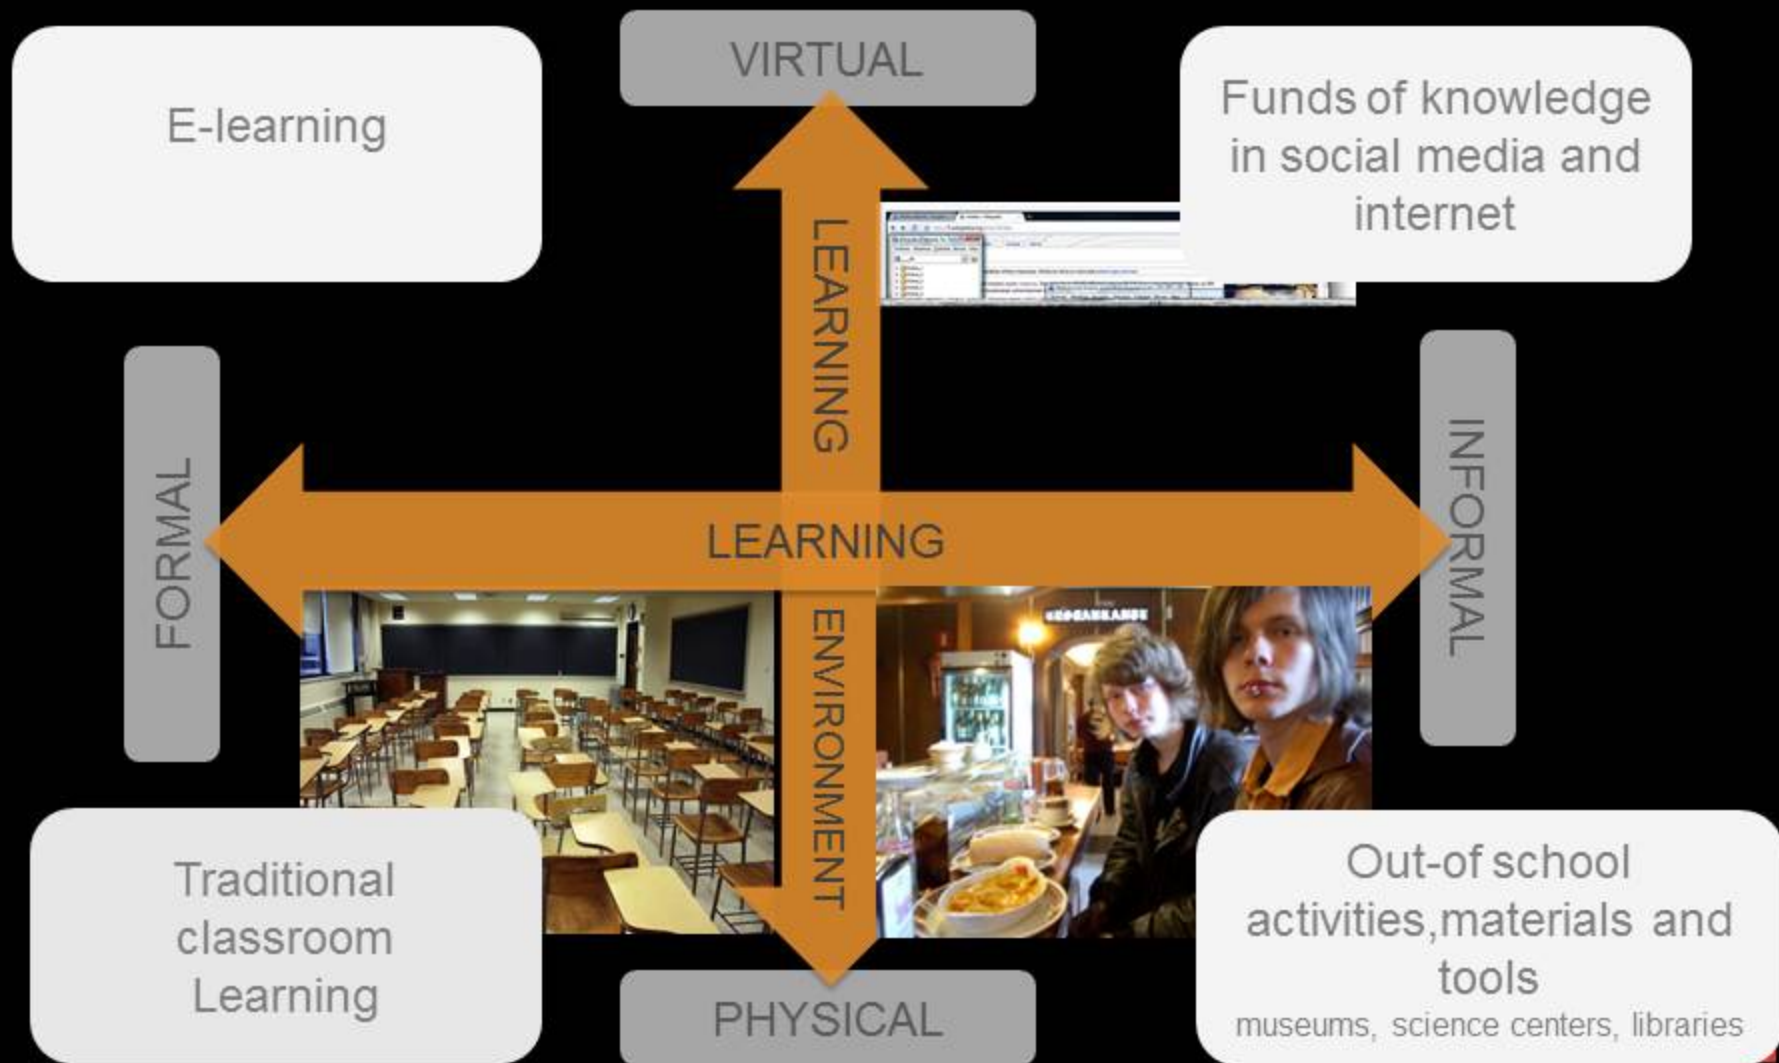 VIRTUAL
E-learning
Funds of knowledge
in social media and
internet
LEARNING
FORMAL
INFORMAL
LEARNING
ENVIRONMENT
Traditional
classroom
Learning
Out-of school
activities,materials and
tools
museums, science centers, libraries
PHYSICAL